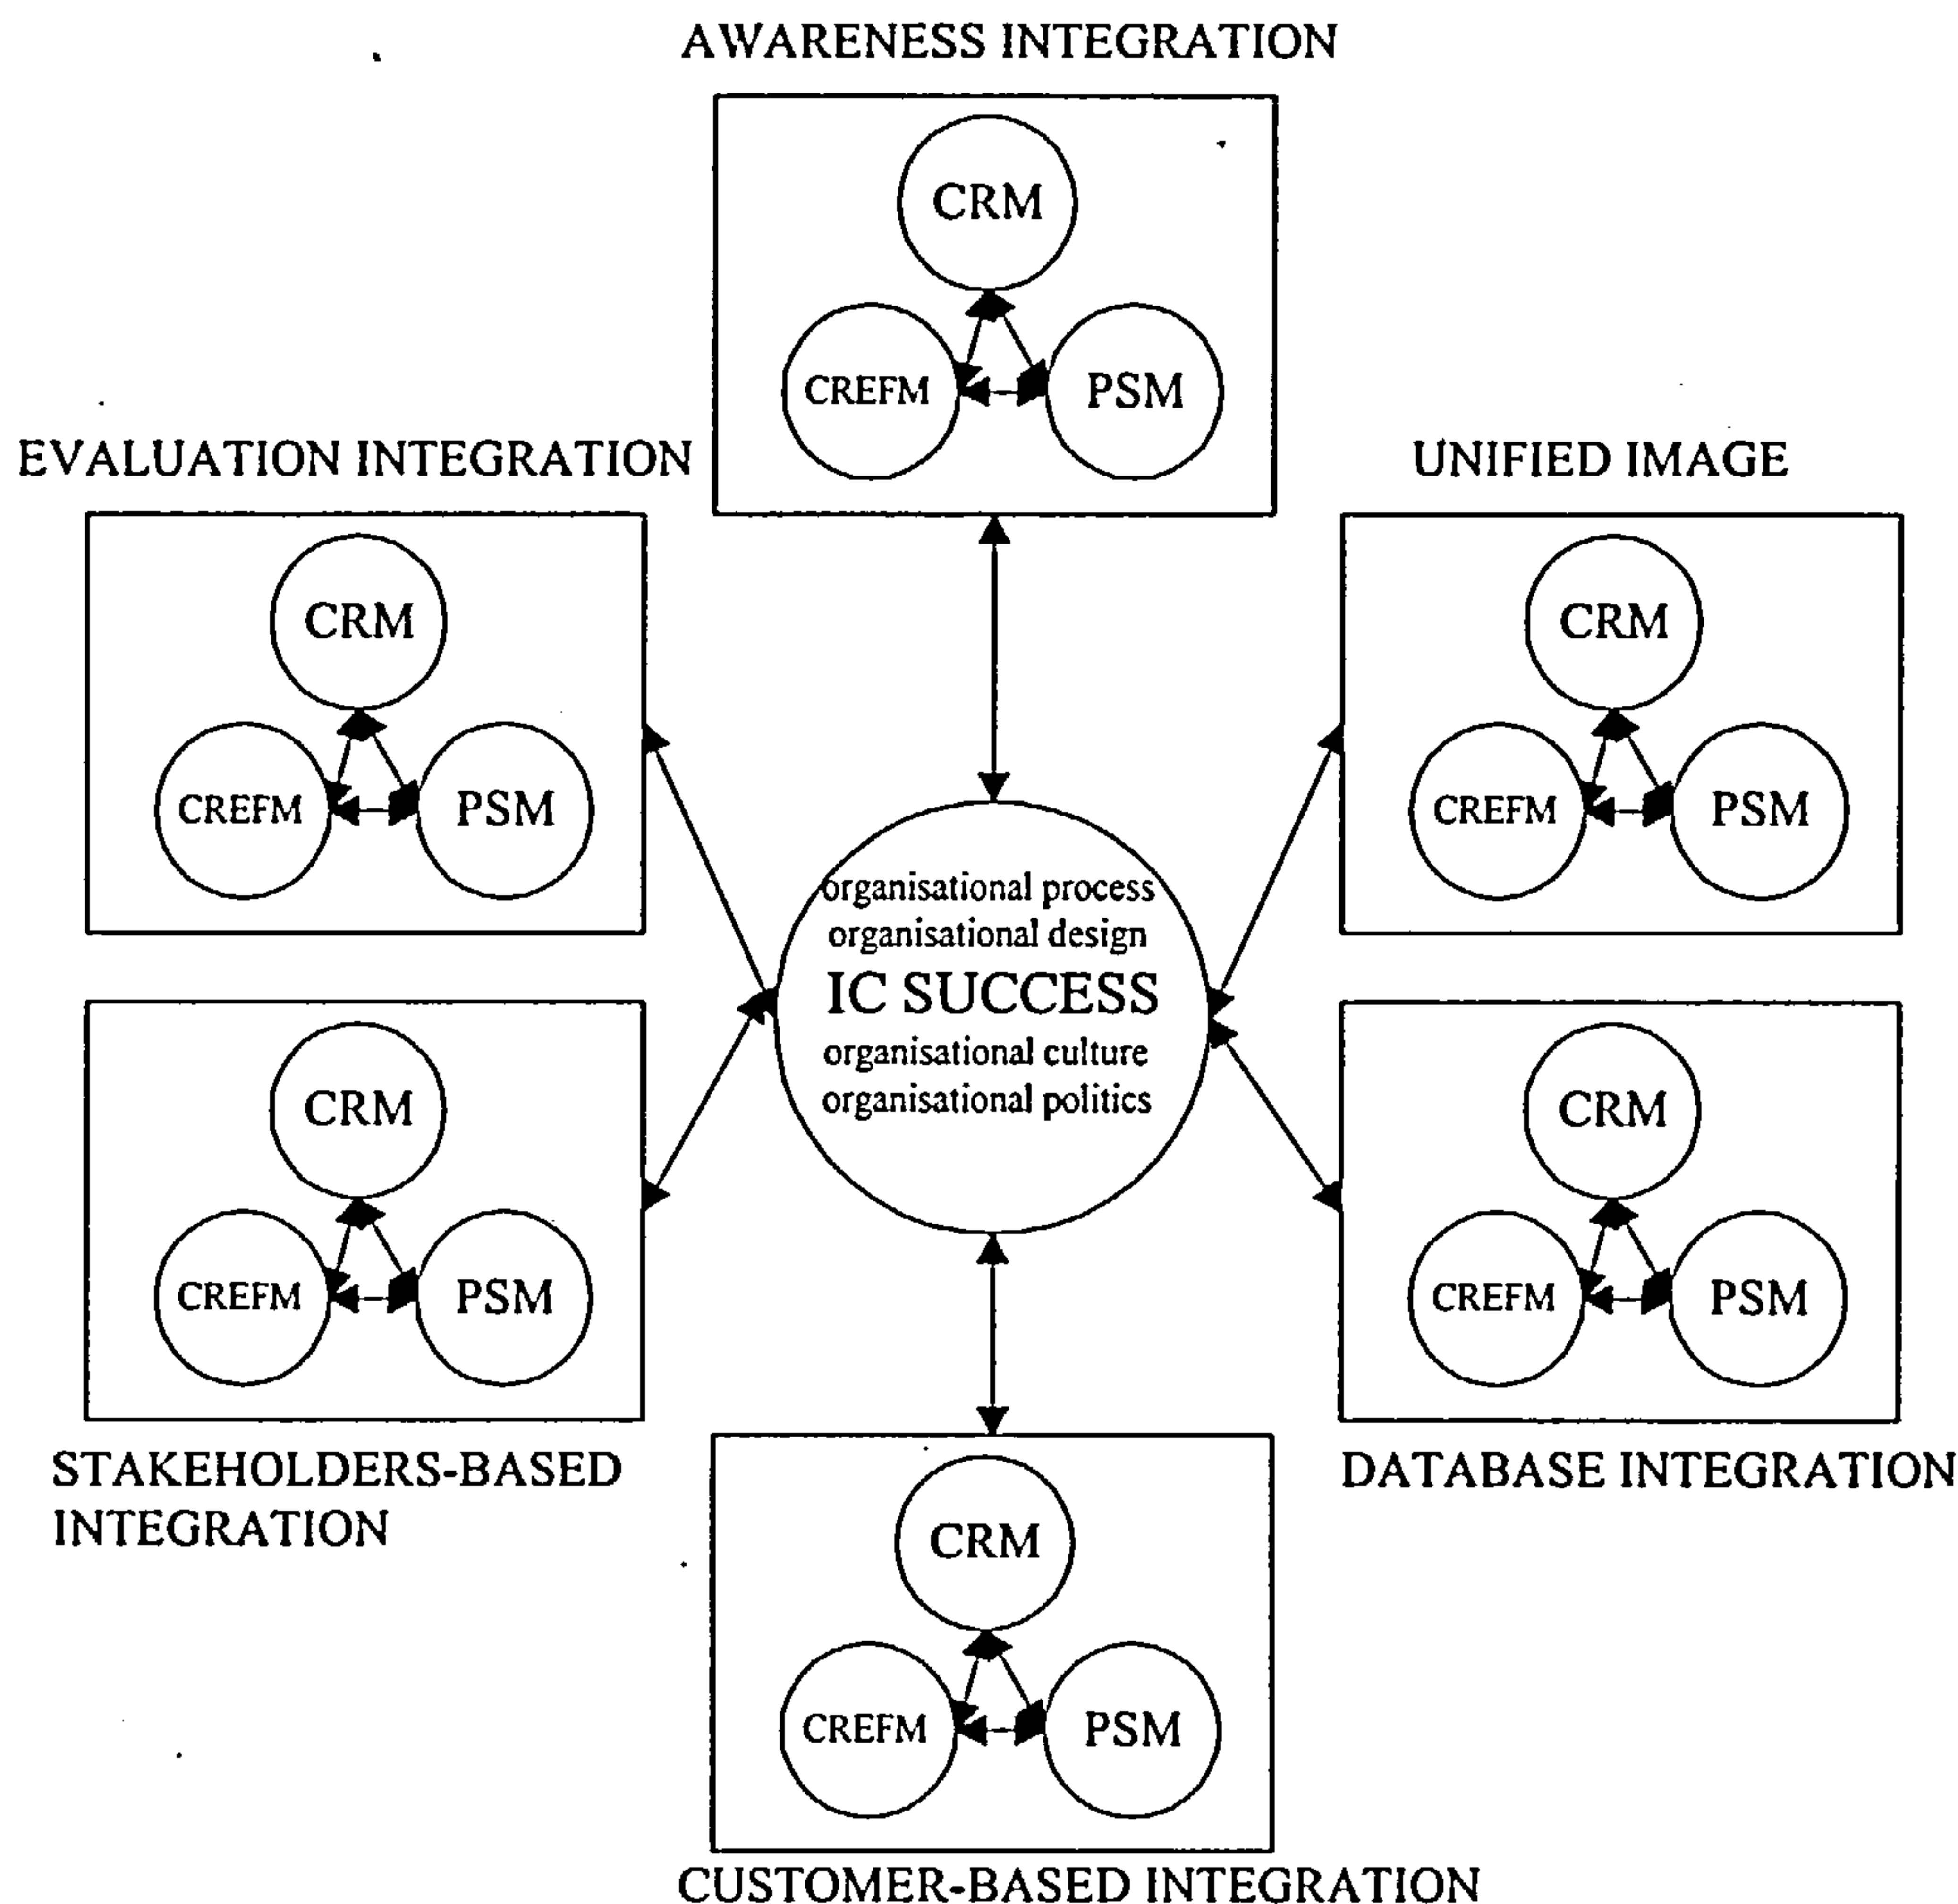 AWARENESS INTEGRATION
CRM
CREFM
PSM
EVALUATION INTEGRATION
CRM
CREFM
PSM
UNIFIED IMAGE
CRM
CREFM
PSM
organisational process
organisational design
IC SUCCESS
organisational culture
organisational politics
CRM
CREFM
PSM
STAKEHOLDERS-BASED
INTEGRATION
CRM
CREFM
PSM
DATABASE INTEGRATION
CRM
CREFM
PSM
CUSTOMER-BASED INTEGRATION